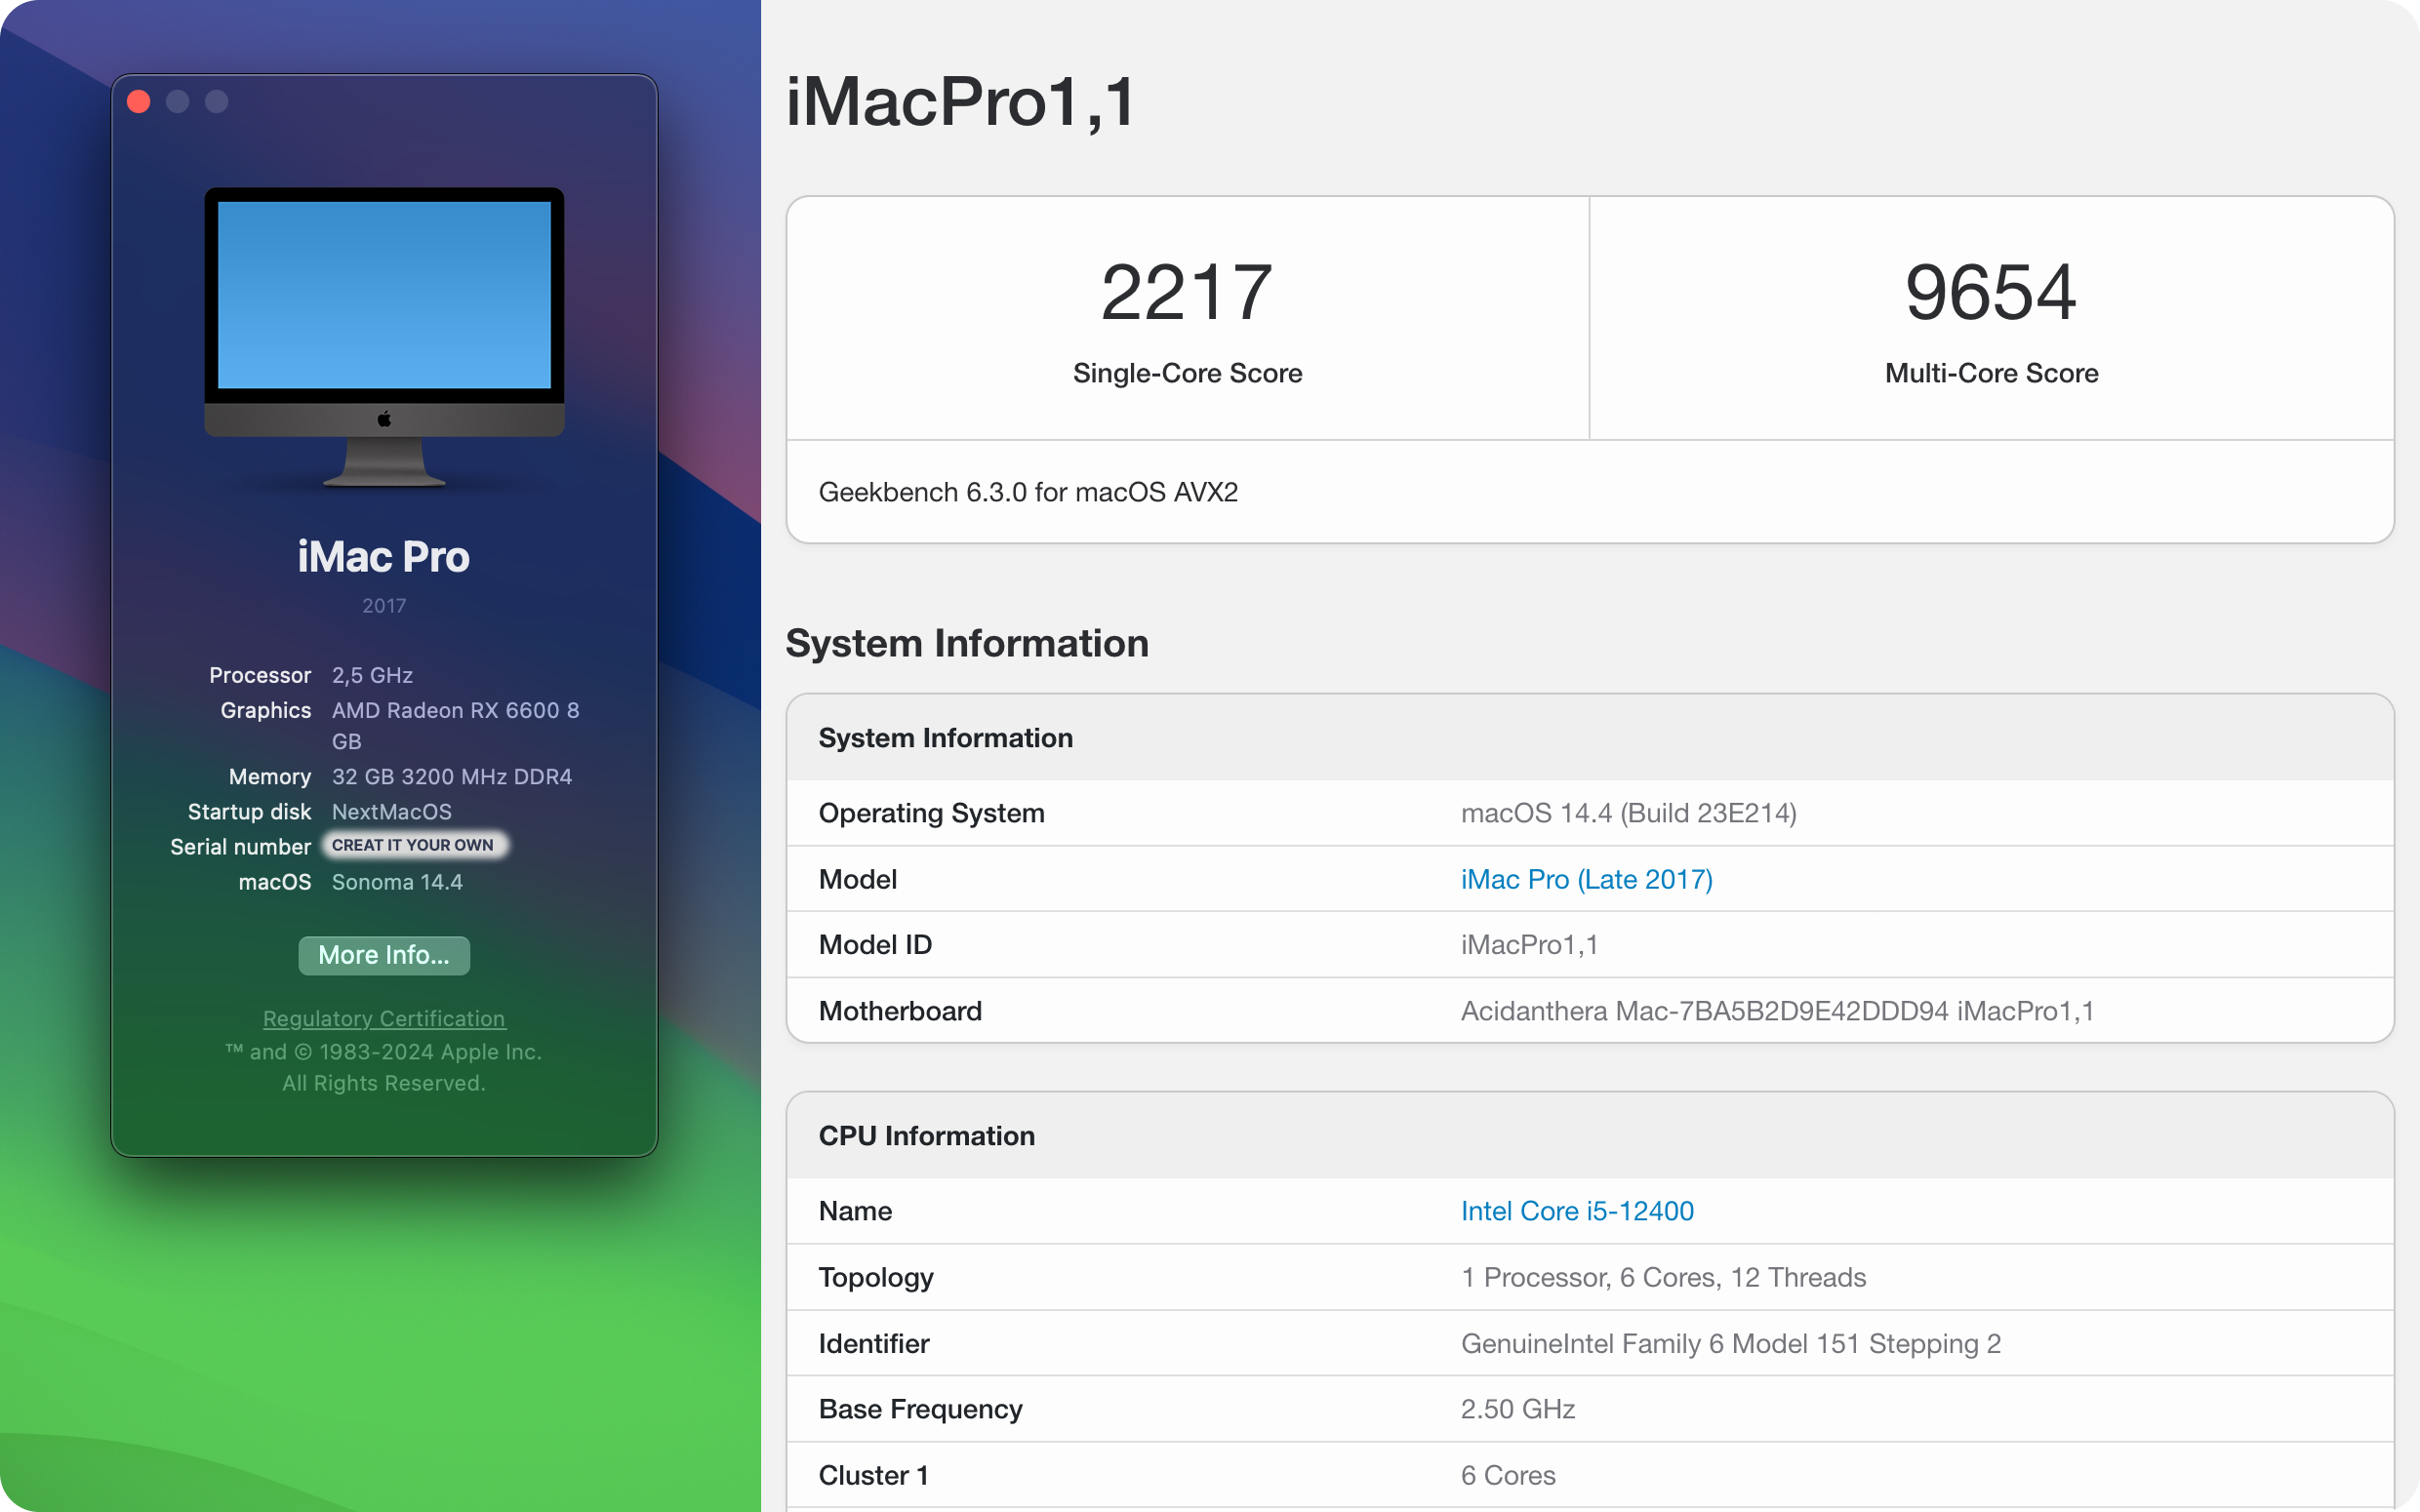 iMac Pro
2017
Processor 2,5 GHz
Graphics AMD Radeon RX 6600 8
GB
Memory 32 GB 3200 MHz DDR4
Startup disk NextMacOS
Serial number CREAT IT YOUR OWN
macOS Sonoma 14.4
More Info...
Regulatory Certification
™ and © 1983-2024 Apple Inc.
All Rights Reserved.
iMacPro1,1
2217 9654
Single-Core Score Multi-Core Score
Geekbench 6.3.0 for macOS AVX2
System Information
System Information
Operating System macOS 14.4 (Build 23E214)
Model iMac Pro (Late 2017)
Model ID iMacPro1,1
Motherboard Acidanthera Mac-7BA5B2D9E42DDD94 iMacPro1,1
CPU Information
Name Intel Core i5-12400
Topology 1 Processor, 6 Cores, 12 Threads
Identifier GenuineIntel Family 6 Model 151 Stepping 2
Base Frequency 2.50 GHz
Cluster 1 6 Cores